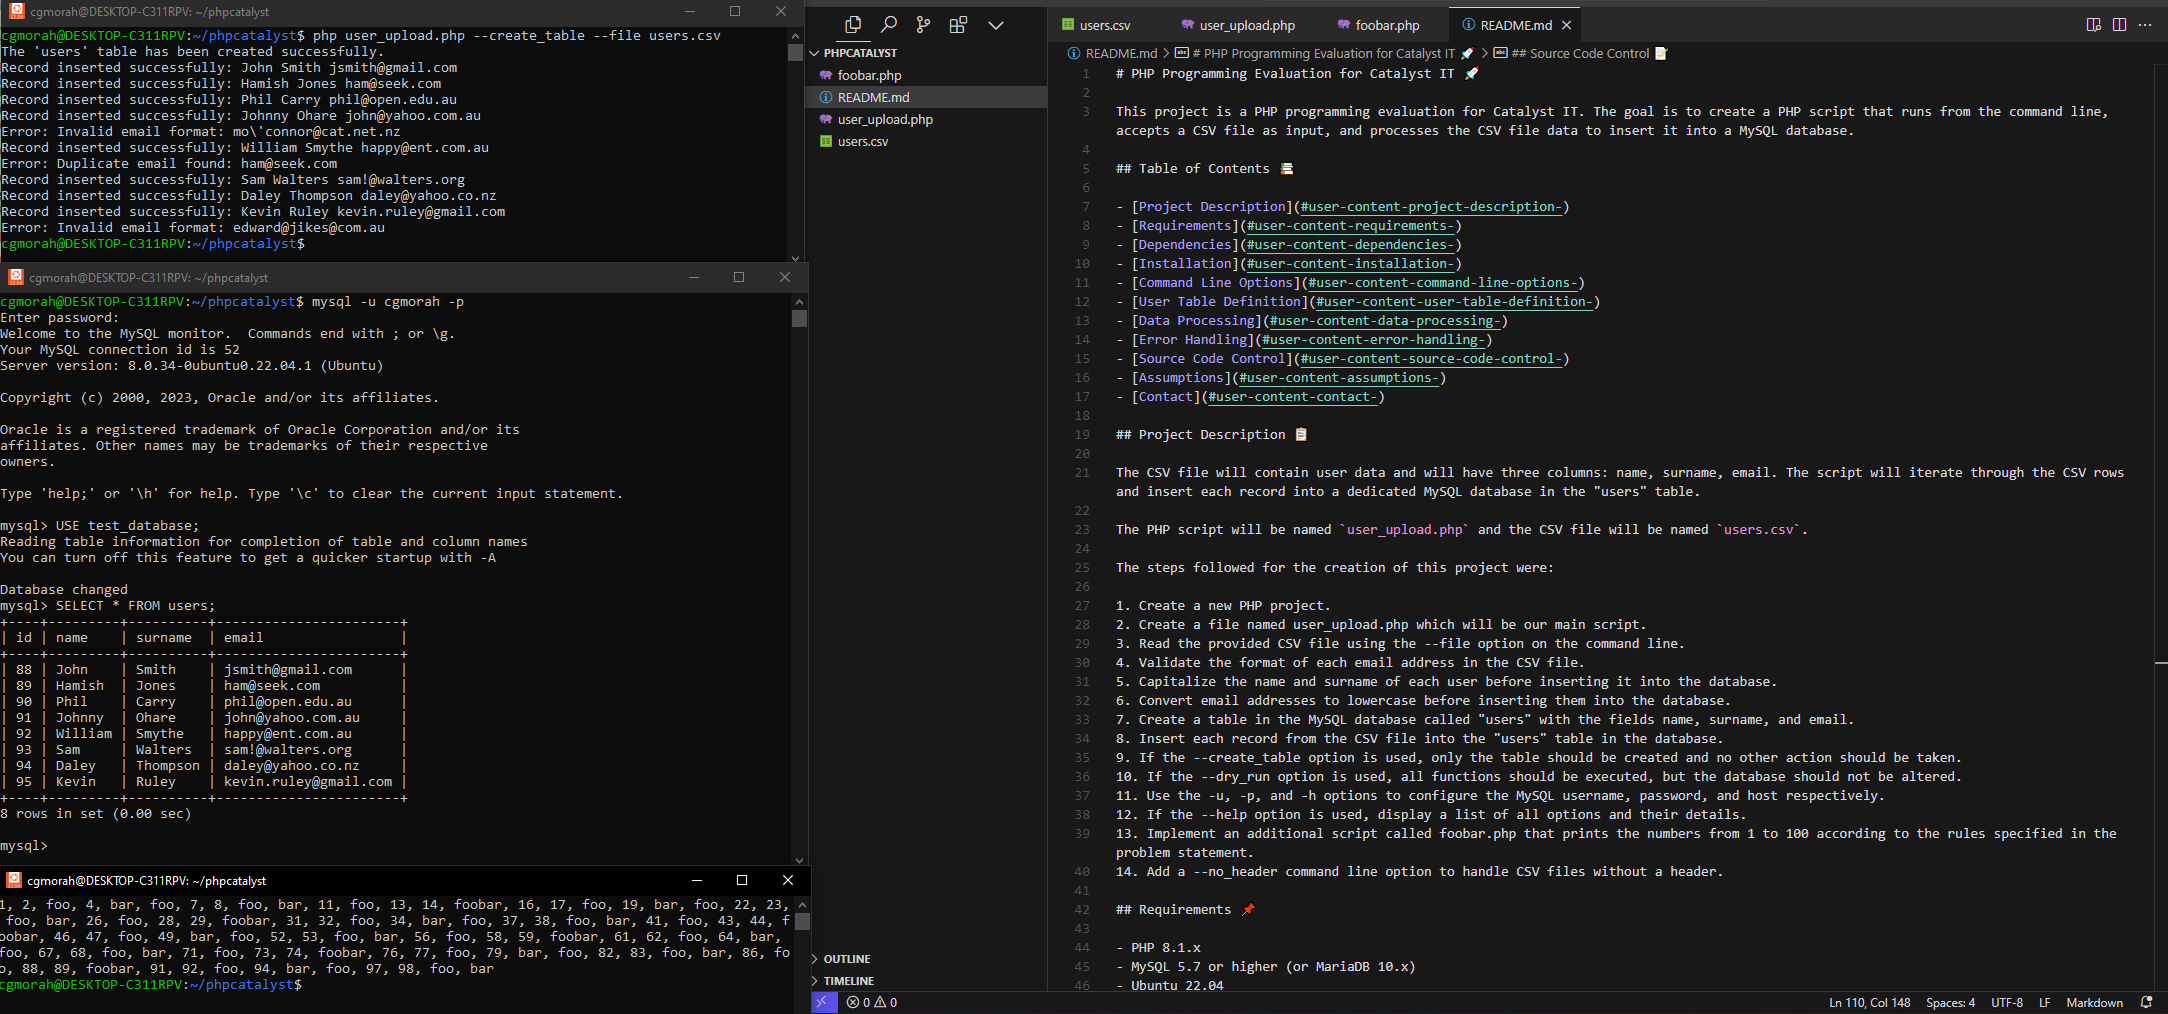 cgmorah@DESKTOP-C311RPV: ~/phpcatalyst
cgmorah@DESKTOP-C311RPV:~/phpcatalyst$ php user_upload.php --create_table --file users.csv
The 'users' table has been created successfully.
Record inserted successfully: John Smith jsmith@gmail.com
Record inserted successfully: Hamish Jones ham@seek.com
Record inserted successfully: Phil Carry phil@open.edu.au
Record inserted successfully: Johnny Ohare john@yahoo.com.au
Error: Invalid email format: mo\'connor@cat.net.nz
Record inserted successfully: William Smythe happy@ent.com.au
Error: Duplicate email found: ham@seek.com
Record inserted successfully: Sam Walters sam!@walters.org
Record inserted successfully: Daley Thompson daley@yahoo.co.nz
Record inserted successfully: Kevin Ruley kevin.ruley@gmail.com
Error: Invalid email format: edward@jikes@com.au
cgmorah@DESKTOP-C311RPV:~/phpcatalyst$
cgmorah@DESKTOP-C311RPV: ~/phpcatalyst
cgmorah@DESKTOP-C311RPV:~/phpcatalyst$ mysql -u cgmorah -p
Enter password:
Welcome to the MySQL monitor.  Commands end with ; or \g.
Your MySQL connection id is 52
Server version: 8.0.34-0ubuntu0.22.04.1 (Ubuntu)
Copyright (c) 2000, 2023, Oracle and/or its affiliates.
Oracle is a registered trademark of Oracle Corporation and/or its
affiliates. Other names may be trademarks of their respective
owners.
Type 'help;' or '\h' for help. Type '\c' to clear the current input statement.
mysql> USE test_database;
Reading table information for completion of table and column names
You can turn off this feature to get a quicker startup with -A
Database changed
mysql> SELECT * FROM users;
+----+---------+----------+-----------------------+
| id | name    | surname  | email                 |
+----+---------+----------+-----------------------+
| 88 | John    | Smith    | jsmith@gmail.com      |
| 89 | Hamish  | Jones    | ham@seek.com          |
| 90 | Phil    | Carry    | phil@open.edu.au      |
| 91 | Johnny  | Ohare    | john@yahoo.com.au     |
| 92 | William | Smythe   | happy@ent.com.au      |
| 93 | Sam     | Walters  | sam!@walters.org      |
| 94 | Daley   | Thompson | daley@yahoo.co.nz     |
| 95 | Kevin   | Ruley    | kevin.ruley@gmail.com |
+----+---------+----------+-----------------------+
8 rows in set (0.00 sec)
mysql>
cgmorah@DESKTOP-C311RPV: ~/phpcatalyst
1, 2, foo, 4, bar, foo, 7, 8, foo, bar, 11, foo, 13, 14, foobar, 16, 17, foo, 19, bar, foo, 22, 23,
foo, bar, 26, foo, 28, 29, foobar, 31, 32, foo, 34, bar, foo, 37, 38, foo, bar, 41, foo, 43, 44, f
oobar, 46, 47, foo, 49, bar, foo, 52, 53, foo, bar, 56, foo, 58, 59, foobar, 61, 62, foo, 64, bar,
foo, 67, 68, foo, bar, 71, foo, 73, 74, foobar, 76, 77, foo, 79, bar, foo, 82, 83, foo, bar, 86, fo
o, 88, 89, foobar, 91, 92, foo, 94, bar, foo, 97, 98, foo, bar
cgmorah@DESKTOP-C311RPV:~/phpcatalyst$
PHPCATALYST
foobar.php
README.md
user_upload.php
users.csv
OUTLINE
TIMELINE
users.csv user_upload.php foobar.php README.md
README.md > # PHP Programming Evaluation for Catalyst IT 🚀 > ## Source Code Control 📝
1 # PHP Programming Evaluation for Catalyst IT 🚀
2
3 This project is a PHP programming evaluation for Catalyst IT. The goal is to create a PHP script that runs from the command line,
accepts a CSV file as input, and processes the CSV file data to insert it into a MySQL database.
4
5 ## Table of Contents 📚
6
7 - [Project Description](#user-content-project-description-)
8 - [Requirements](#user-content-requirements-)
9 - [Dependencies](#user-content-dependencies-)
10 - [Installation](#user-content-installation-)
11 - [Command Line Options](#user-content-command-line-options-)
12 - [User Table Definition](#user-content-user-table-definition-)
13 - [Data Processing](#user-content-data-processing-)
14 - [Error Handling](#user-content-error-handling-)
15 - [Source Code Control](#user-content-source-code-control-)
16 - [Assumptions](#user-content-assumptions-)
17 - [Contact](#user-content-contact-)
18
19 ## Project Description 📋
20
21 The CSV file will contain user data and will have three columns: name, surname, email. The script will iterate through the CSV rows
and insert each record into a dedicated MySQL database in the "users" table.
22
23 The PHP script will be named `user_upload.php` and the CSV file will be named `users.csv`.
24
25 The steps followed for the creation of this project were:
26
27 1. Create a new PHP project.
28 2. Create a file named user_upload.php which will be our main script.
29 3. Read the provided CSV file using the --file option on the command line.
30 4. Validate the format of each email address in the CSV file.
31 5. Capitalize the name and surname of each user before inserting it into the database.
32 6. Convert email addresses to lowercase before inserting them into the database.
33 7. Create a table in the MySQL database called "users" with the fields name, surname, and email.
34 8. Insert each record from the CSV file into the "users" table in the database.
35 9. If the --create_table option is used, only the table should be created and no other action should be taken.
36 10. If the --dry_run option is used, all functions should be executed, but the database should not be altered.
37 11. Use the -u, -p, and -h options to configure the MySQL username, password, and host respectively.
38 12. If the --help option is used, display a list of all options and their details.
39 13. Implement an additional script called foobar.php that prints the numbers from 1 to 100 according to the rules specified in the
problem statement.
40 14. Add a --no_header command line option to handle CSV files without a header.
41
42 ## Requirements 📌
43
44 - PHP 8.1.x
45 - MySQL 5.7 or higher (or MariaDB 10.x)
46 - Ubuntu 22.04
0 0
Ln 110, Col 148 Spaces: 4 UTF-8 LF Markdown